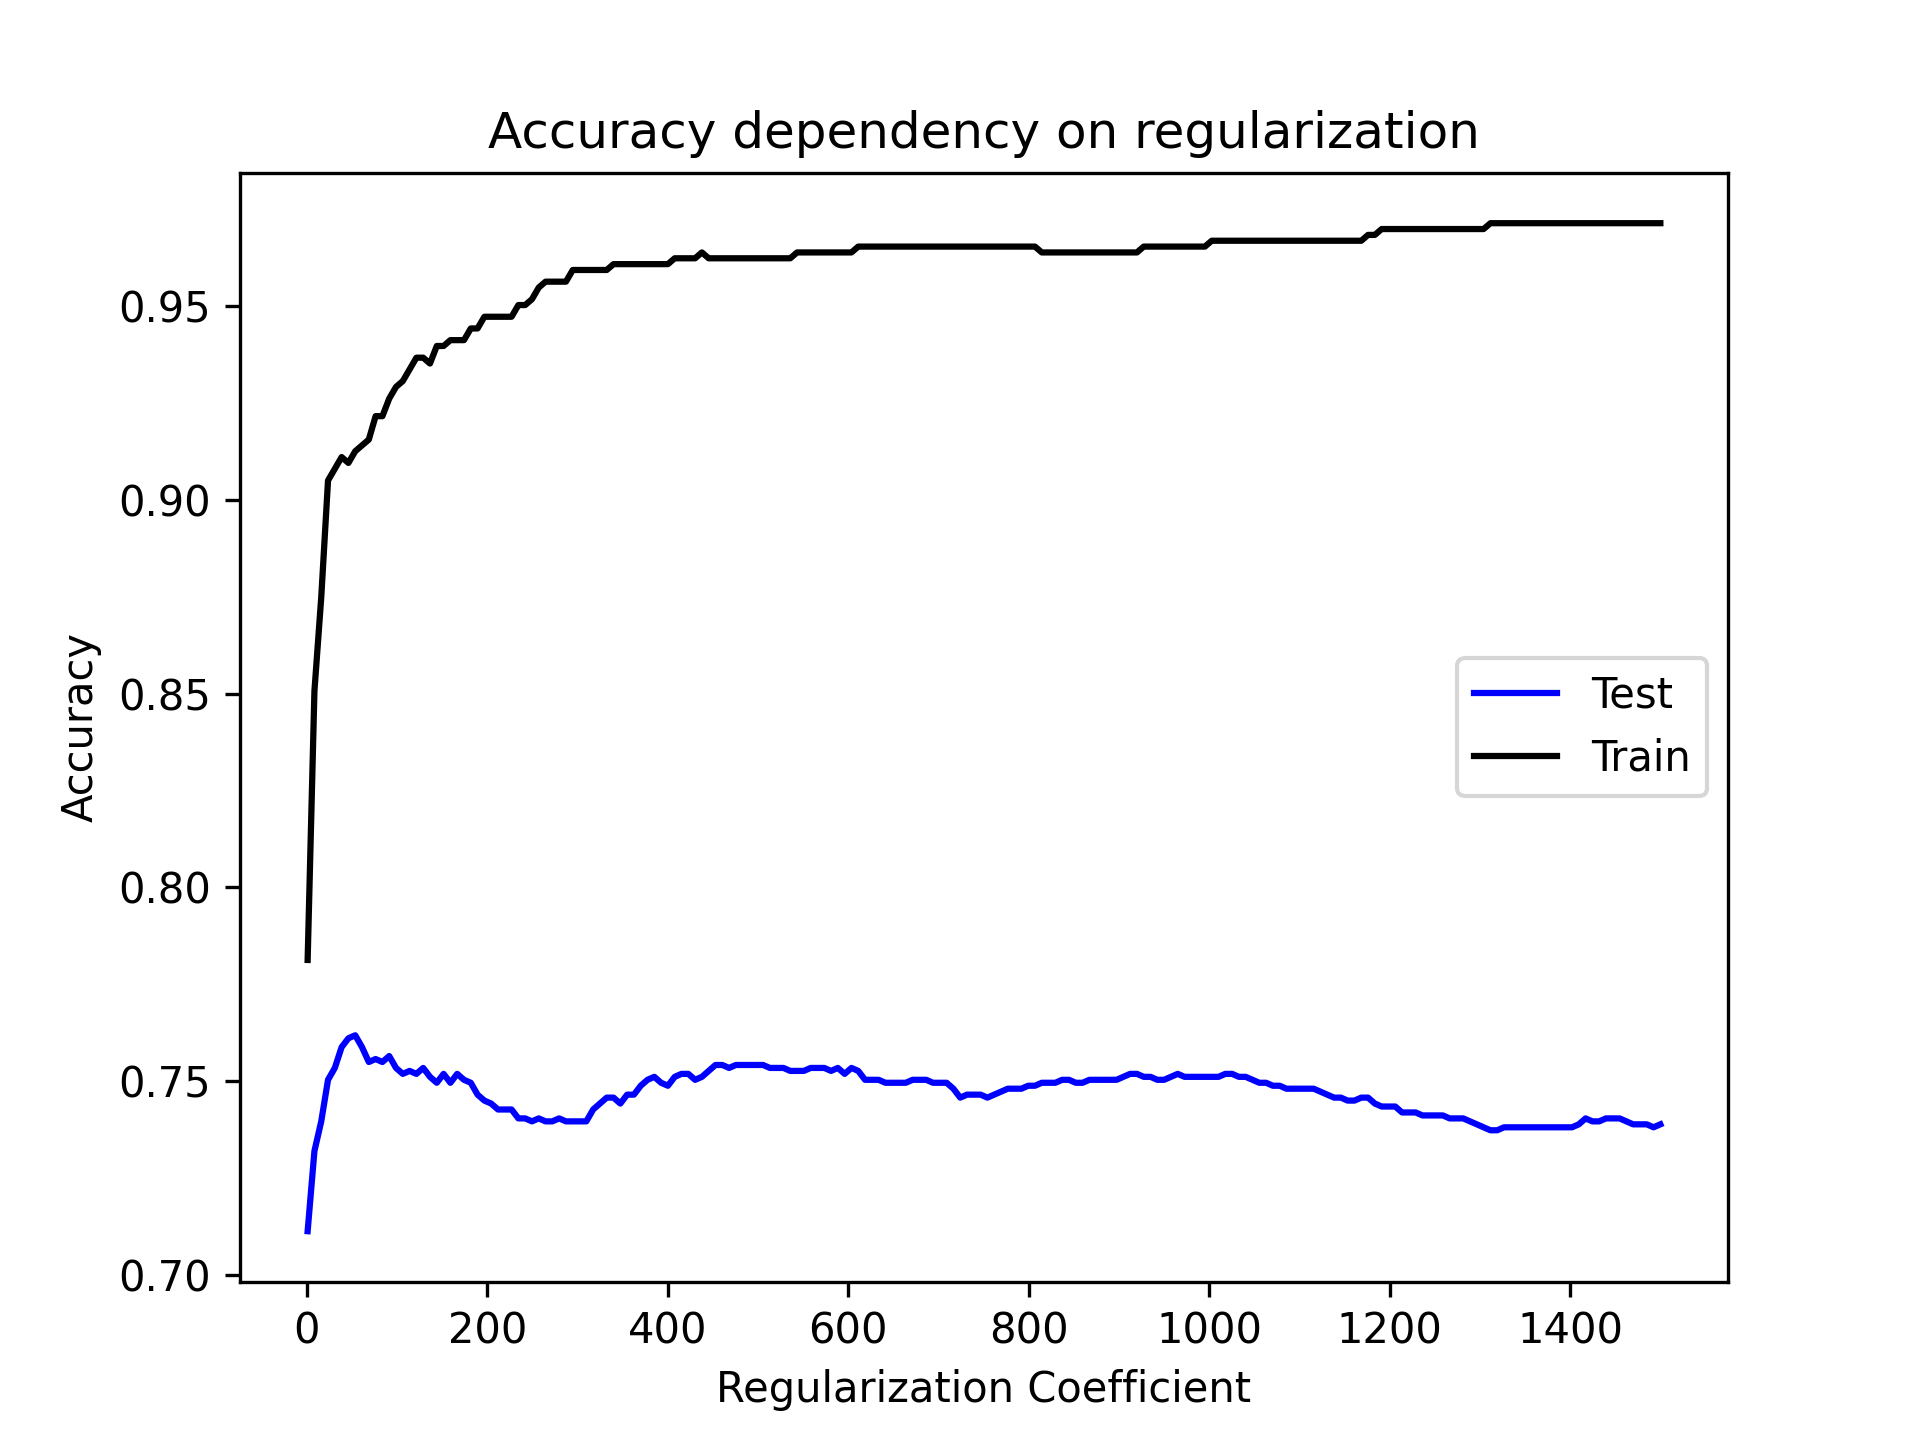 Accuracy dependency on regularization
Accuracy
0.95
0.90
0.85
0.80
0.75
0.70
Test
Train
0 200 400 600 800 1000 1200 1400
Regularization Coefficient